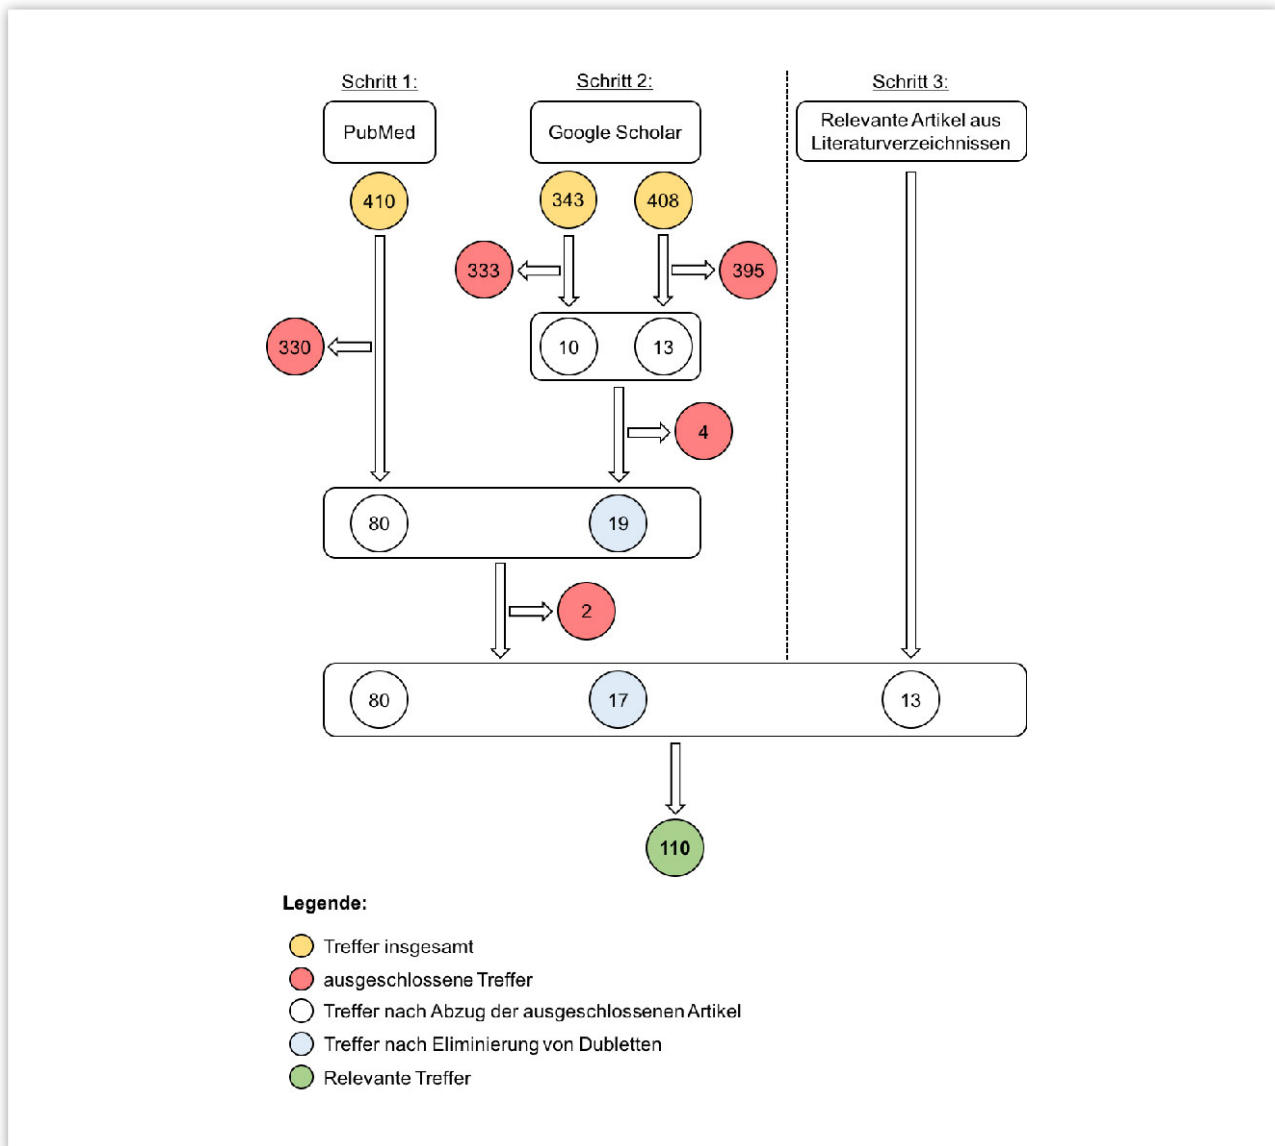 Schritt 1:
Schritt 2:
Schritt 3:
PubMed
Google Scholar
Relevante Artikel aus
Literaturverzeichnissen
410
343
408
333
395
330
10
13
4
80
19
2
80
17
13
110
Legende:
Treffer insgesamt
ausgeschlossene Treffer
Treffer nach Abzug der ausgeschlossenen Artikel
Treffer nach Eliminierung von Dubletten
Relevante Treffer